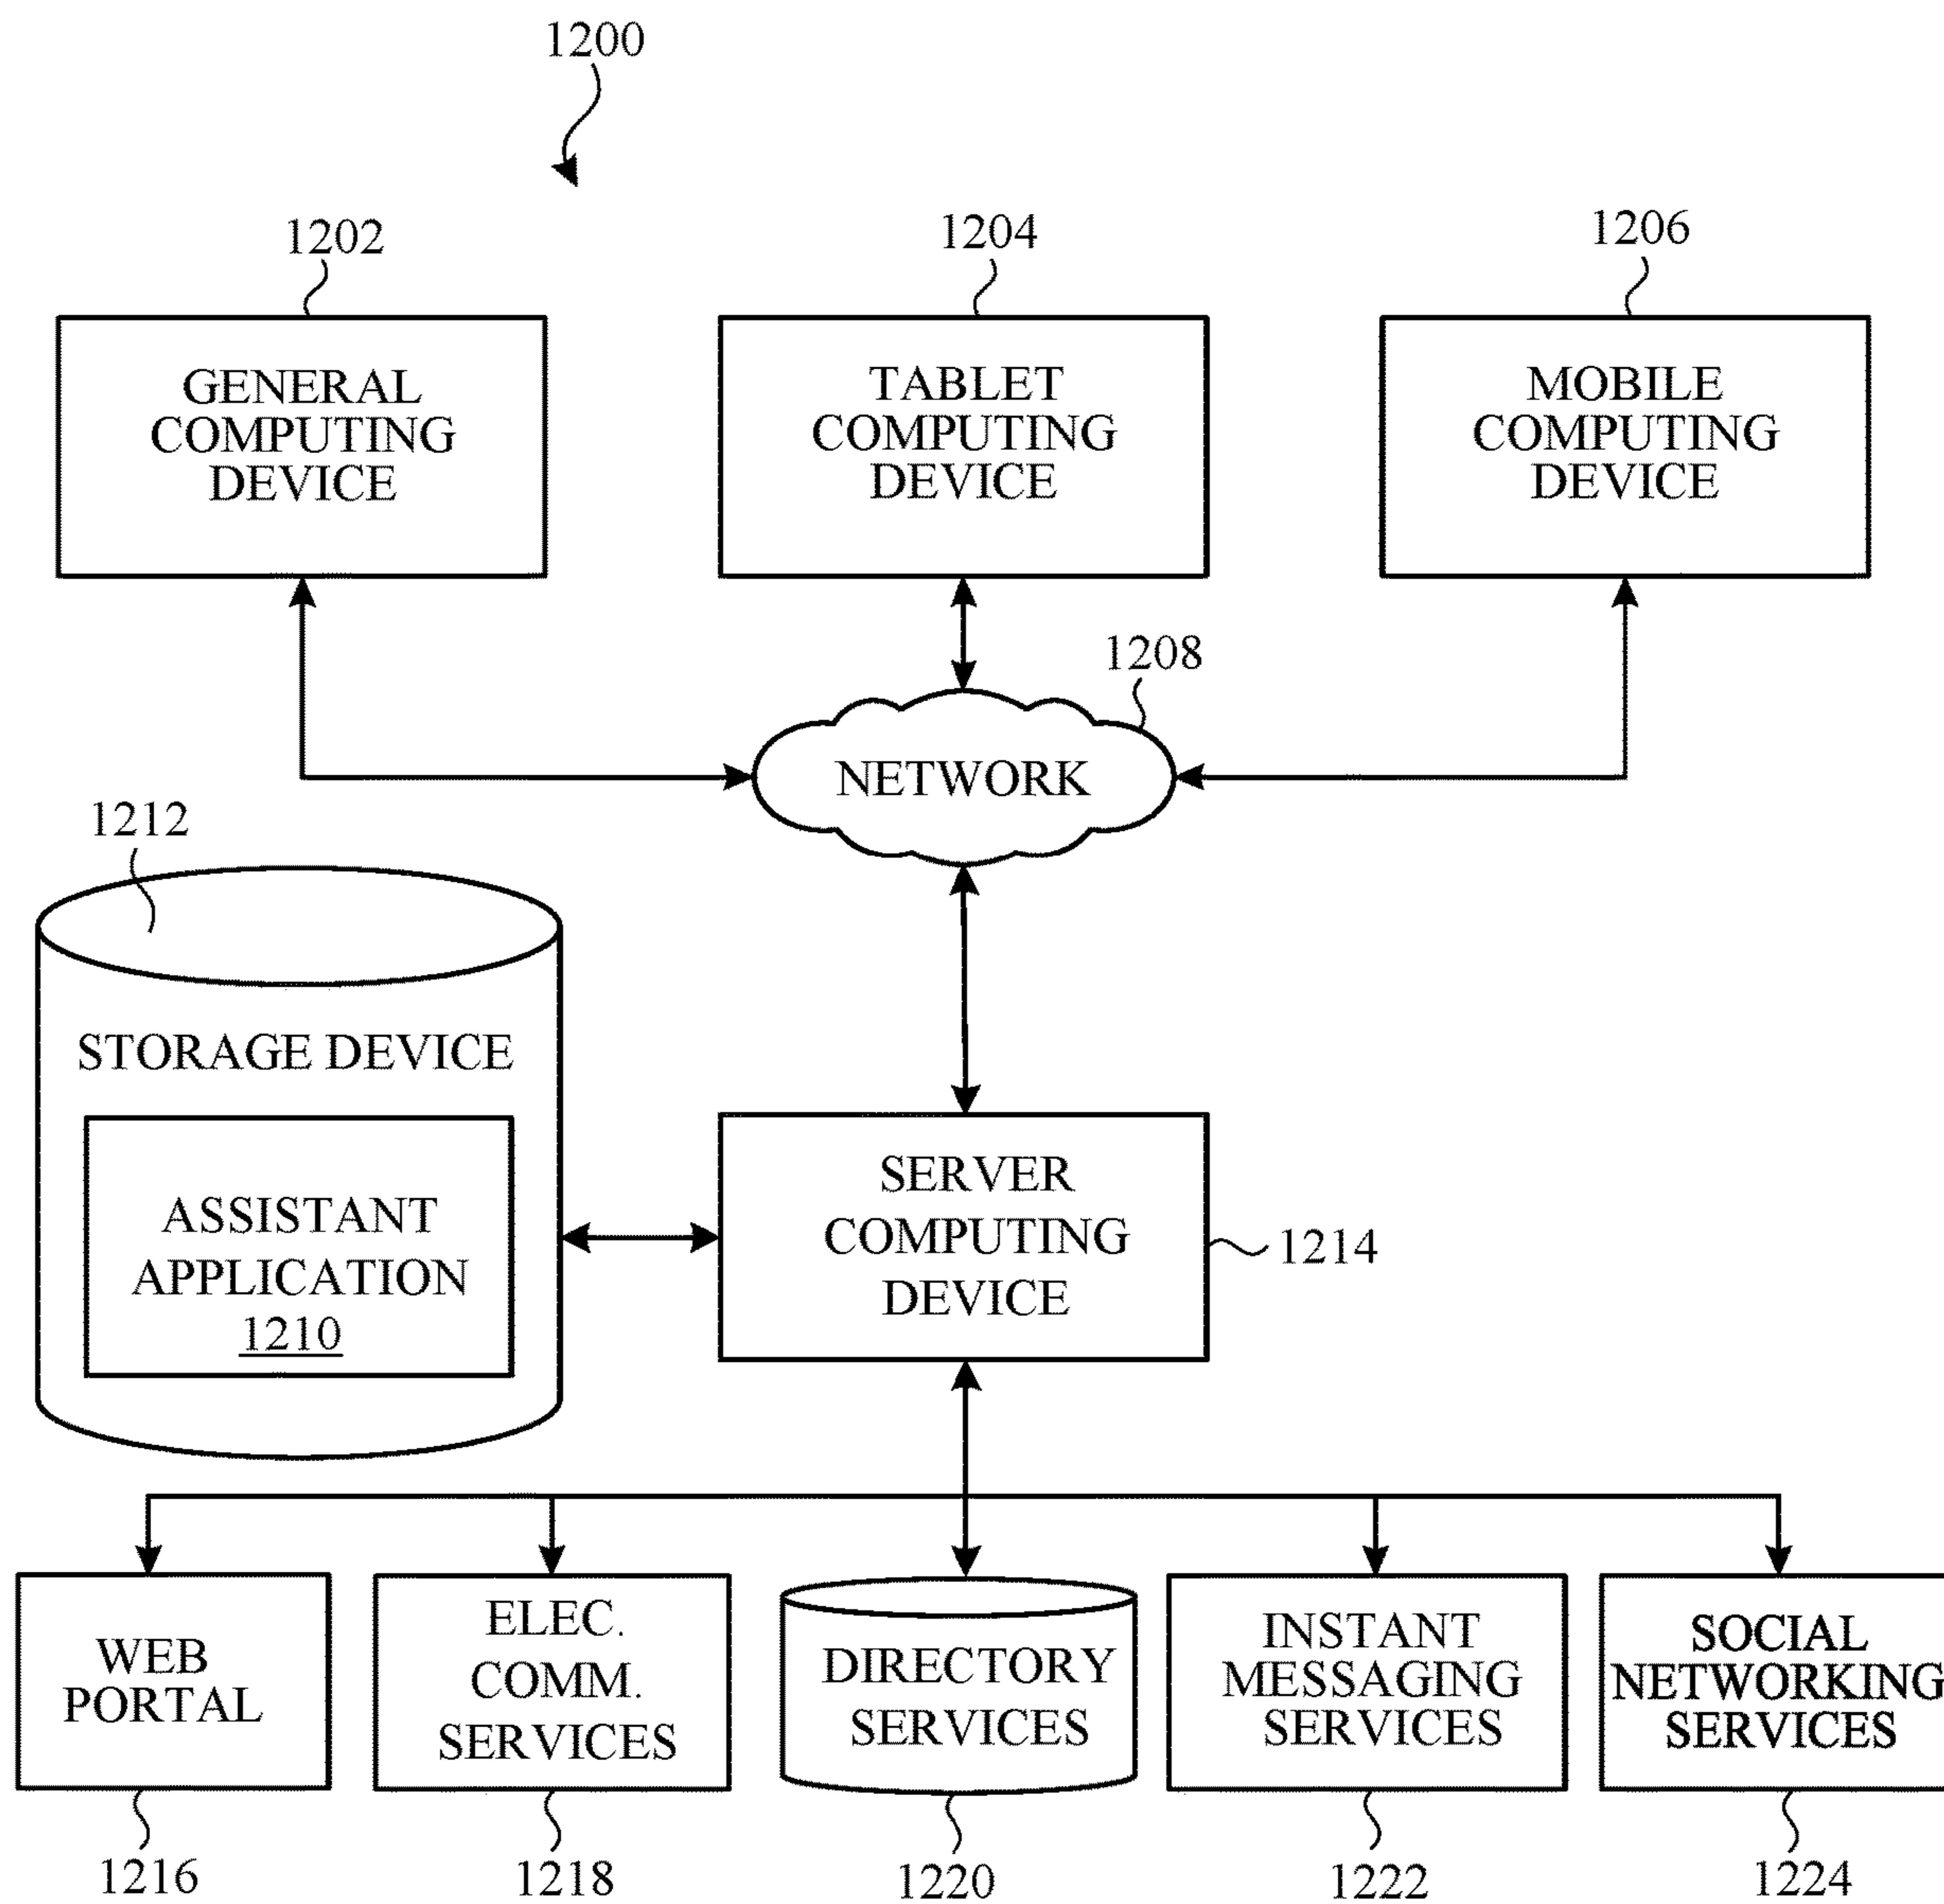 1200
1202
1204
1206
GENERAL
COMPUTING
DEVICE
TABLET
COMPUTING
DEVICE
MOBILE
COMPUTING
DEVICE
1208
NETWORK
1212
STORAGE DEVICE
ASSISTANT
APPLICATION
1210
SERVER
COMPUTING
DEVICE
1214
WEB
PORTAL
ELEC.
COMM.
SERVICES
DIRECTORY
SERVICES
INSTANT
MESSAGING
SERVICES
SOCIAL
NETWORKING
SERVICES
1216
1218
1220
1222
1224